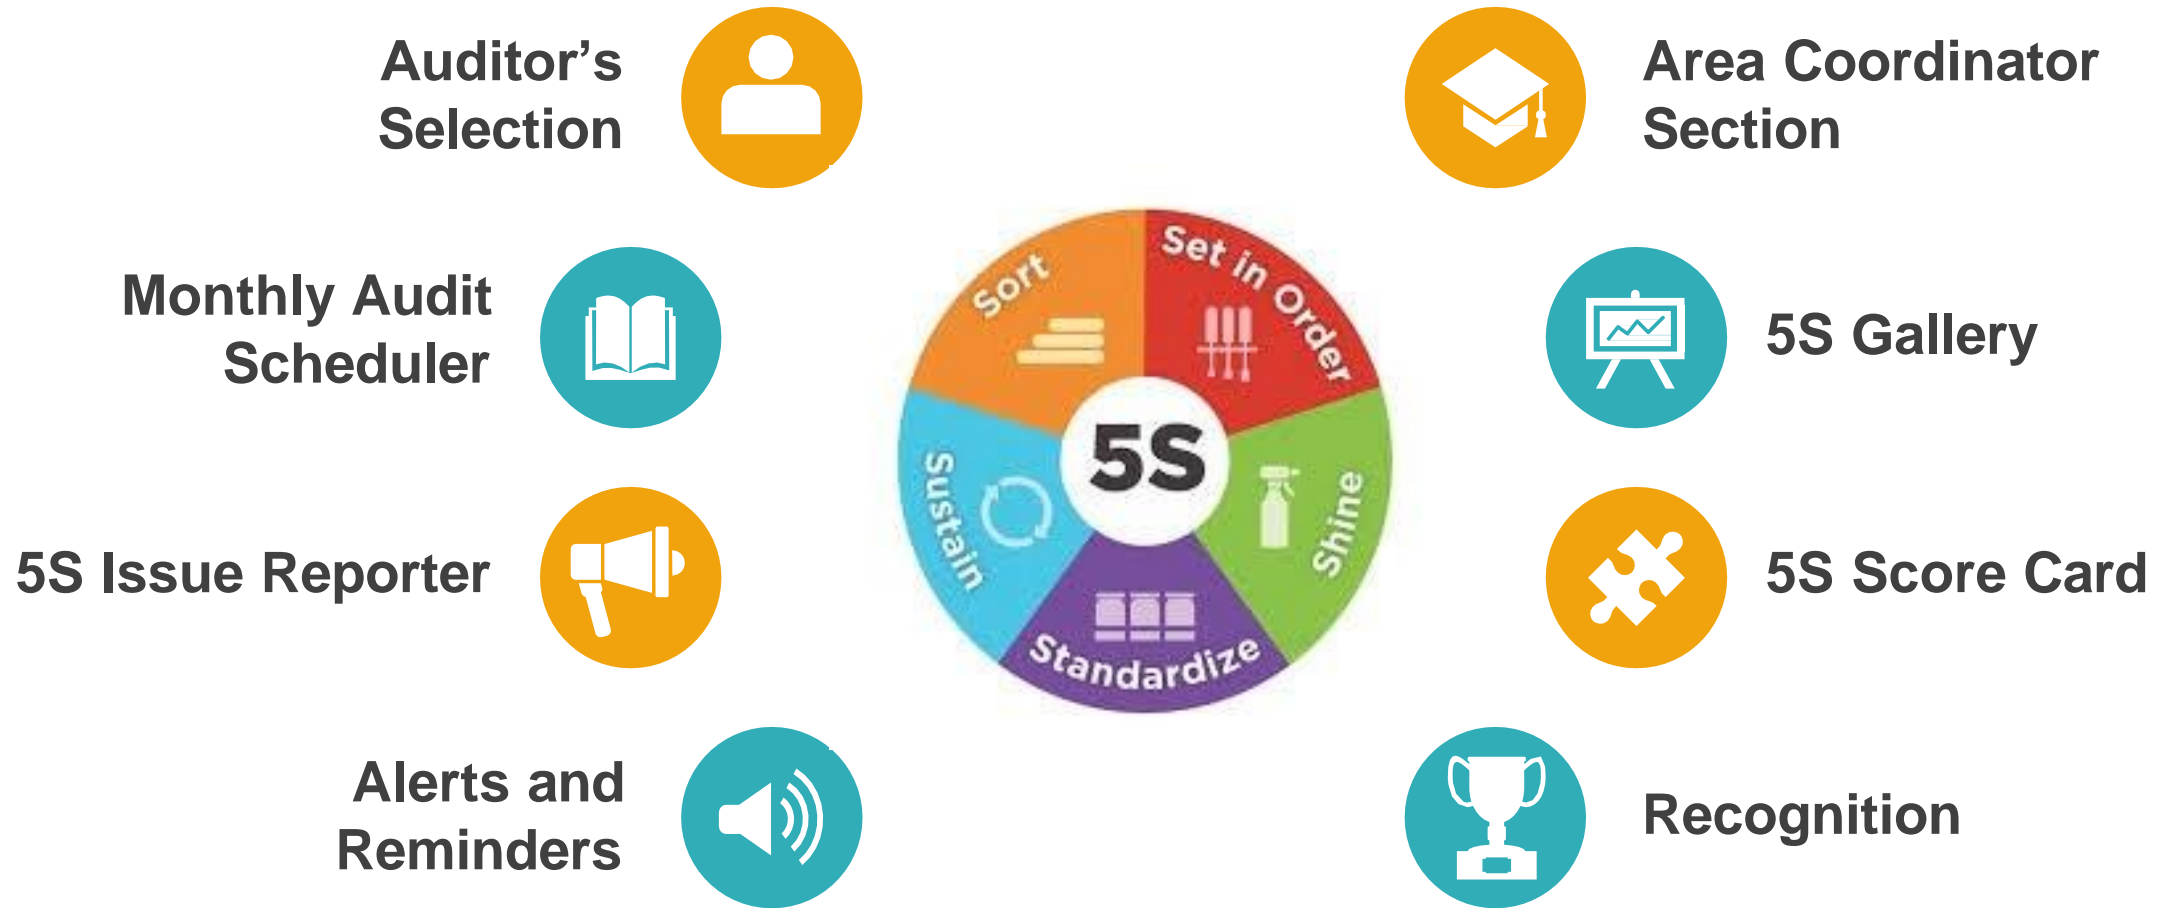 Auditor’s
Selection
Area Coordinator
Section
Monthly Audit
Scheduler
5S Gallery
5S Issue Reporter
5S Score Card
Alerts and
Reminders
Recognition
Sort
Set in Order
Shine
Standardize
Sustain
5S